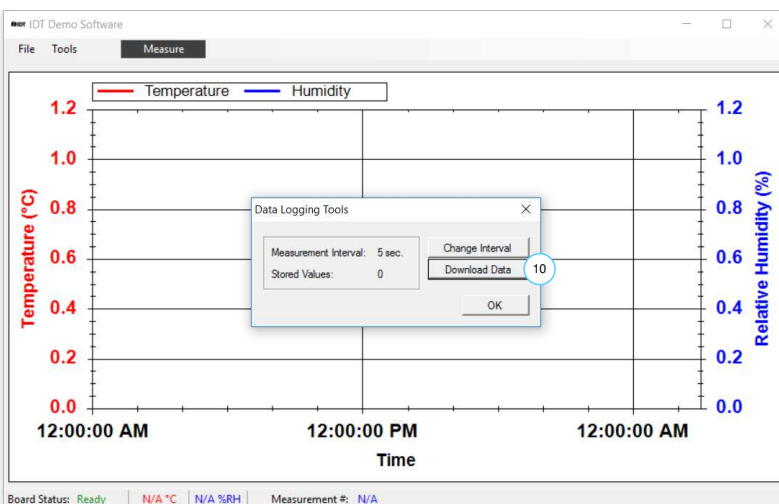 IDT IDT Demo Software
File Tools Measure
Temperature Humidity
1.2 1.2
1.0 1.0
0.8 0.8
0.6 0.6
0.4 0.4
0.2 0.2
0.0 0.0
Temperature (°C)
Relative Humidity (%)
Data Logging Tools
Measurement Interval: 5 sec. Change Interval
Stored Values: 0 Download Data 10
OK
12:00:00 AM 12:00:00 PM 12:00:00 AM
Time
Board Status: Ready N/A °C N/A %RH Measurement #: N/A